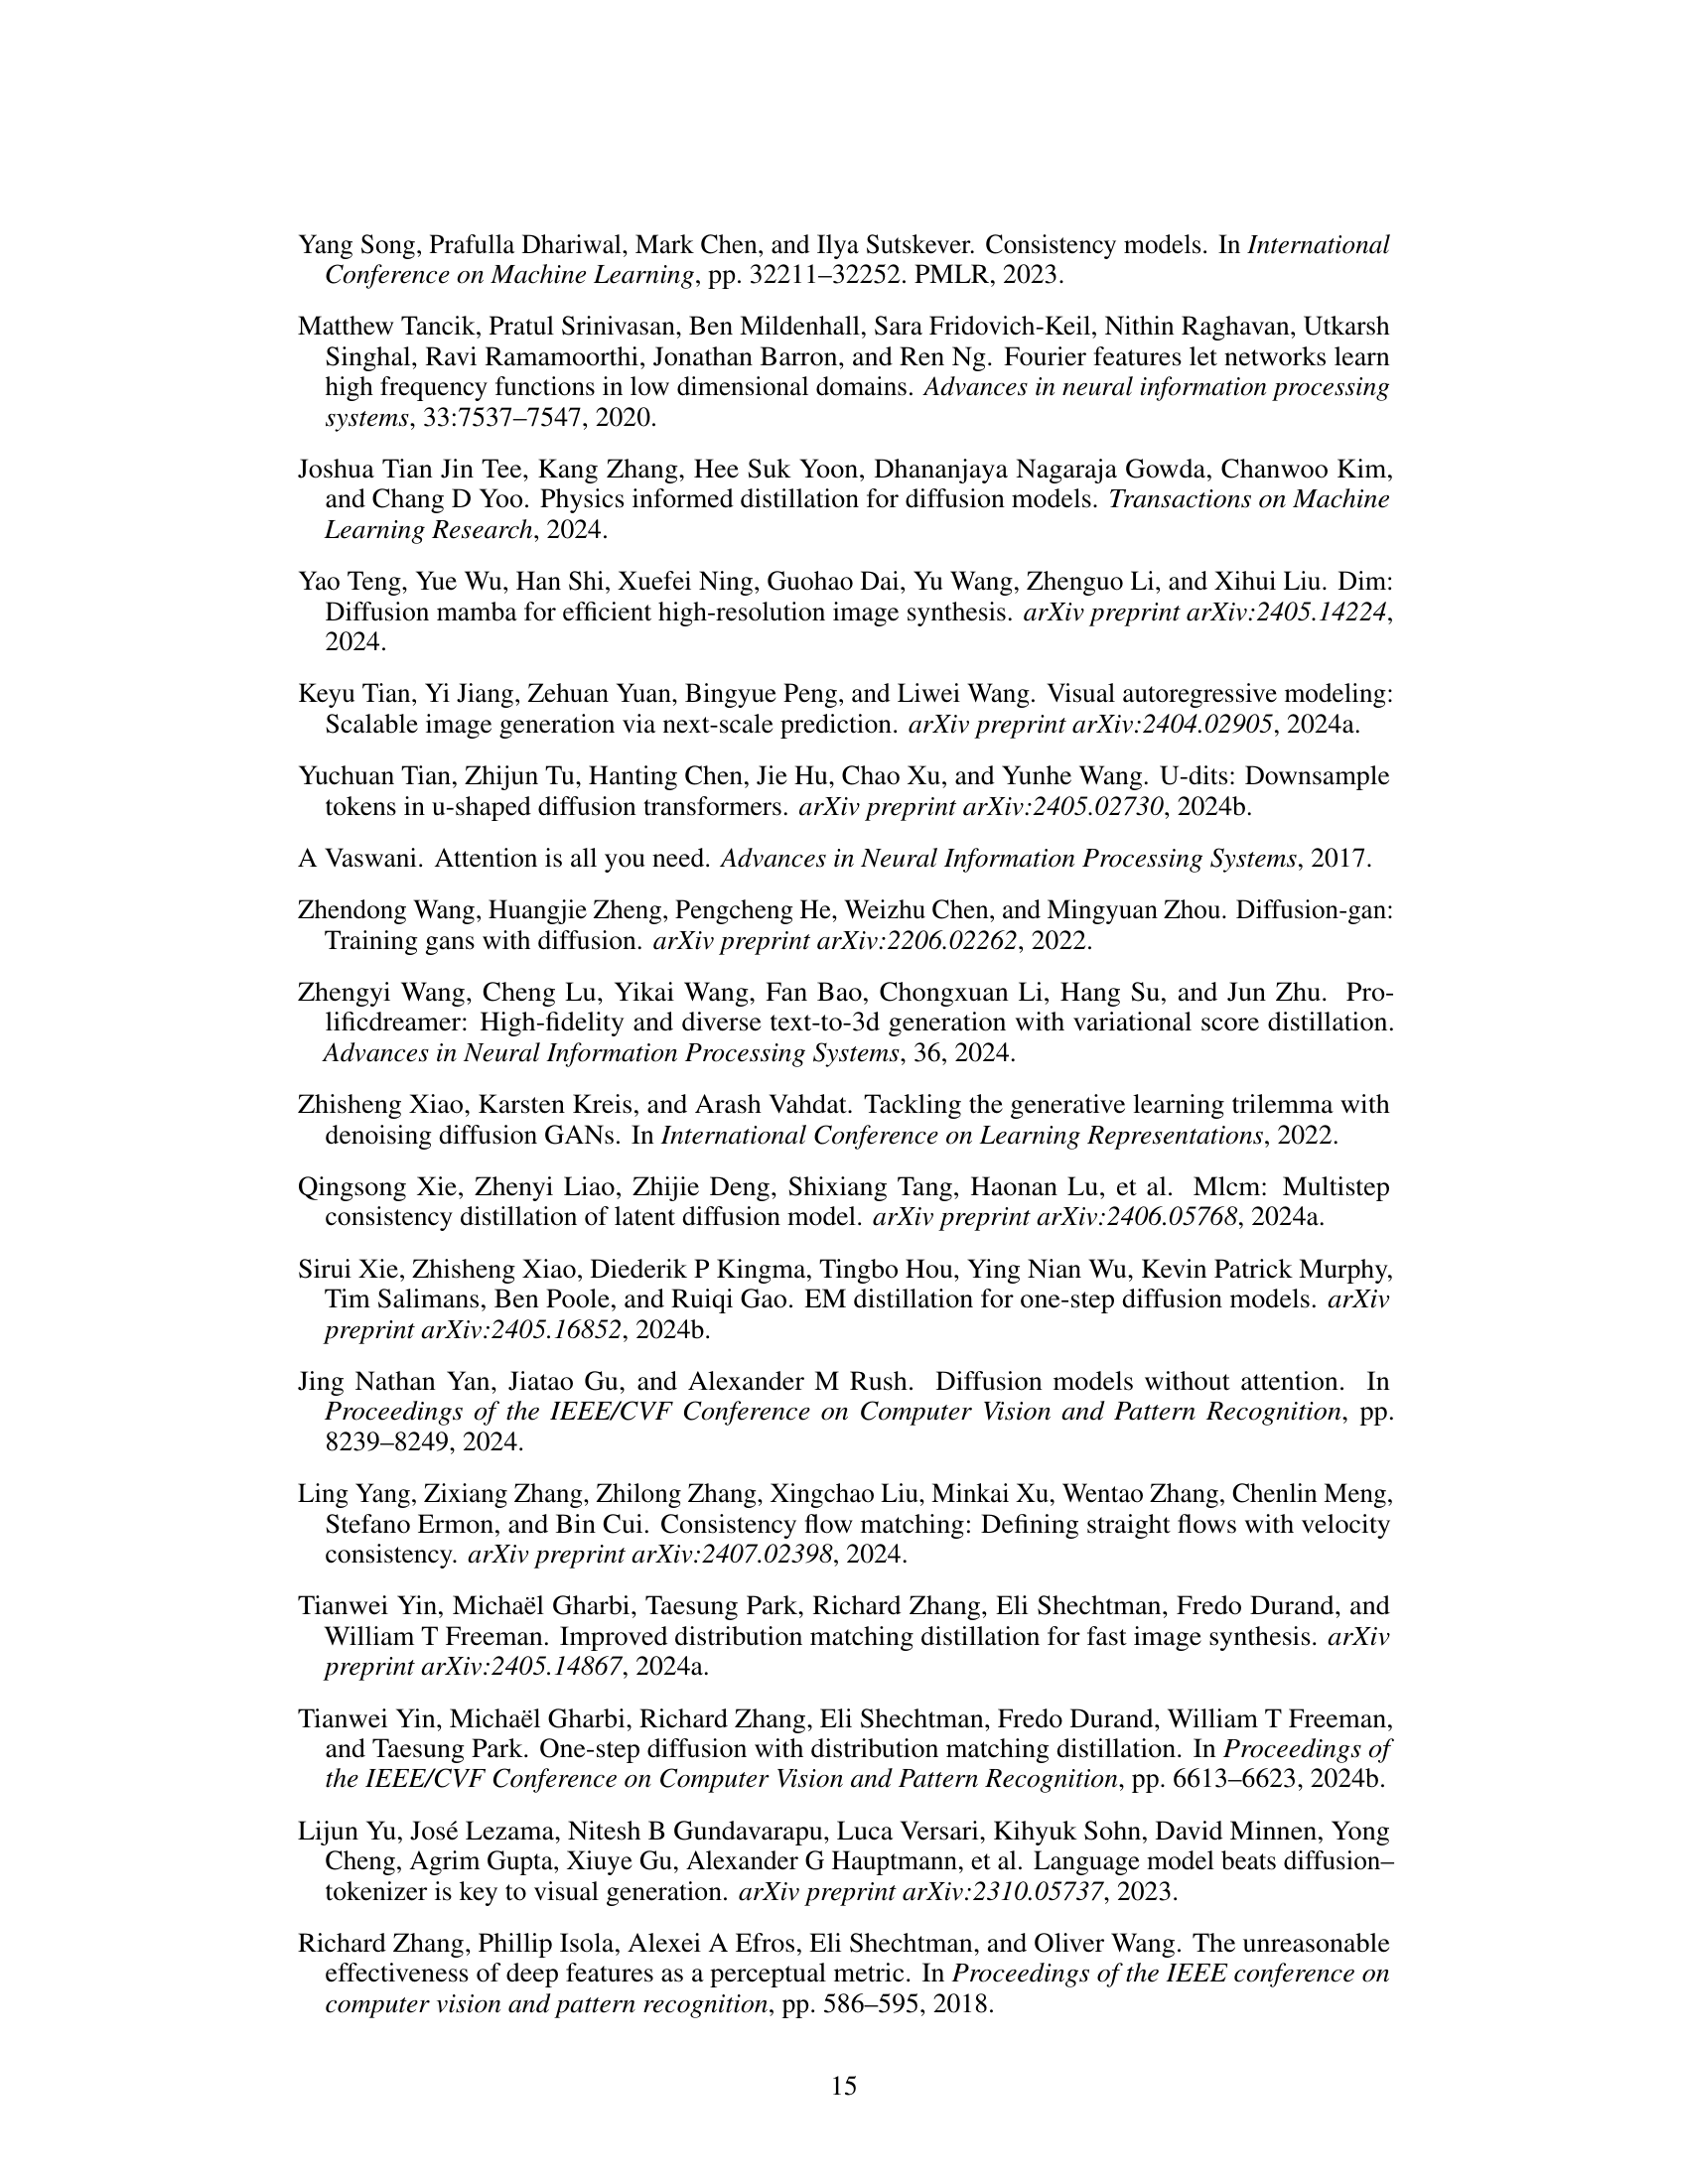 Yang Song, Prafulla Dhariwal, Mark Chen, and Ilya Sutskever. Consistency models. In International
Conference on Machine Learning, pp. 32211–32252. PMLR, 2023.
Matthew Tancik, Pratul Srinivasan, Ben Mildenhall, Sara Fridovich-Keil, Nithin Raghavan, Utkarsh
Singhal, Ravi Ramamoorthi, Jonathan Barron, and Ren Ng. Fourier features let networks learn
high frequency functions in low dimensional domains. Advances in neural information processing
systems, 33:7537–7547, 2020.
Joshua Tian Jin Tee, Kang Zhang, Hee Suk Yoon, Dhananjaya Nagaraja Gowda, Chanwoo Kim,
and Chang D Yoo. Physics informed distillation for diffusion models. Transactions on Machine
Learning Research, 2024.
Yao Teng, Yue Wu, Han Shi, Xuefei Ning, Guohao Dai, Yu Wang, Zhenguo Li, and Xihui Liu. Dim:
Diffusion mamba for efficient high-resolution image synthesis. arXiv preprint arXiv:2405.14224,
2024.
Keyu Tian, Yi Jiang, Zehuan Yuan, Bingyue Peng, and Liwei Wang. Visual autoregressive modeling:
Scalable image generation via next-scale prediction. arXiv preprint arXiv:2404.02905, 2024a.
Yuchuan Tian, Zhijun Tu, Hanting Chen, Jie Hu, Chao Xu, and Yunhe Wang. U-dits: Downsample
tokens in u-shaped diffusion transformers. arXiv preprint arXiv:2405.02730, 2024b.
A Vaswani. Attention is all you need. Advances in Neural Information Processing Systems, 2017.
Zhendong Wang, Huangjie Zheng, Pengcheng He, Weizhu Chen, and Mingyuan Zhou. Diffusion-gan:
Training gans with diffusion. arXiv preprint arXiv:2206.02262, 2022.
Zhengyi Wang, Cheng Lu, Yikai Wang, Fan Bao, Chongxuan Li, Hang Su, and Jun Zhu. Pro-
lificdreamer: High-fidelity and diverse text-to-3d generation with variational score distillation.
Advances in Neural Information Processing Systems, 36, 2024.
Zhisheng Xiao, Karsten Kreis, and Arash Vahdat. Tackling the generative learning trilemma with
denoising diffusion GANs. In International Conference on Learning Representations, 2022.
Qingsong Xie, Zhenyi Liao, Zhijie Deng, Shixiang Tang, Haonan Lu, et al. Mlcm: Multistep
consistency distillation of latent diffusion model. arXiv preprint arXiv:2406.05768, 2024a.
Sirui Xie, Zhisheng Xiao, Diederik P Kingma, Tingbo Hou, Ying Nian Wu, Kevin Patrick Murphy,
Tim Salimans, Ben Poole, and Ruiqi Gao. EM distillation for one-step diffusion models. arXiv
preprint arXiv:2405.16852, 2024b.
Jing Nathan Yan, Jiatao Gu, and Alexander M Rush. Diffusion models without attention. In
Proceedings of the IEEE/CVF Conference on Computer Vision and Pattern Recognition, pp.
8239–8249, 2024.
Ling Yang, Zixiang Zhang, Zhilong Zhang, Xingchao Liu, Minkai Xu, Wentao Zhang, Chenlin Meng,
Stefano Ermon, and Bin Cui. Consistency flow matching: Defining straight flows with velocity
consistency. arXiv preprint arXiv:2407.02398, 2024.
Tianwei Yin, Michaël Gharbi, Taesung Park, Richard Zhang, Eli Shechtman, Fredo Durand, and
William T Freeman. Improved distribution matching distillation for fast image synthesis. arXiv
preprint arXiv:2405.14867, 2024a.
Tianwei Yin, Michaël Gharbi, Richard Zhang, Eli Shechtman, Fredo Durand, William T Freeman,
and Taesung Park. One-step diffusion with distribution matching distillation. In Proceedings of
the IEEE/CVF Conference on Computer Vision and Pattern Recognition, pp. 6613–6623, 2024b.
Lijun Yu, José Lezama, Nitesh B Gundavarapu, Luca Versari, Kihyuk Sohn, David Minnen, Yong
Cheng, Agrim Gupta, Xiuye Gu, Alexander G Hauptmann, et al. Language model beats diffusion–
tokenizer is key to visual generation. arXiv preprint arXiv:2310.05737, 2023.
Richard Zhang, Phillip Isola, Alexei A Efros, Eli Shechtman, and Oliver Wang. The unreasonable
effectiveness of deep features as a perceptual metric. In Proceedings of the IEEE conference on
computer vision and pattern recognition, pp. 586–595, 2018.
15